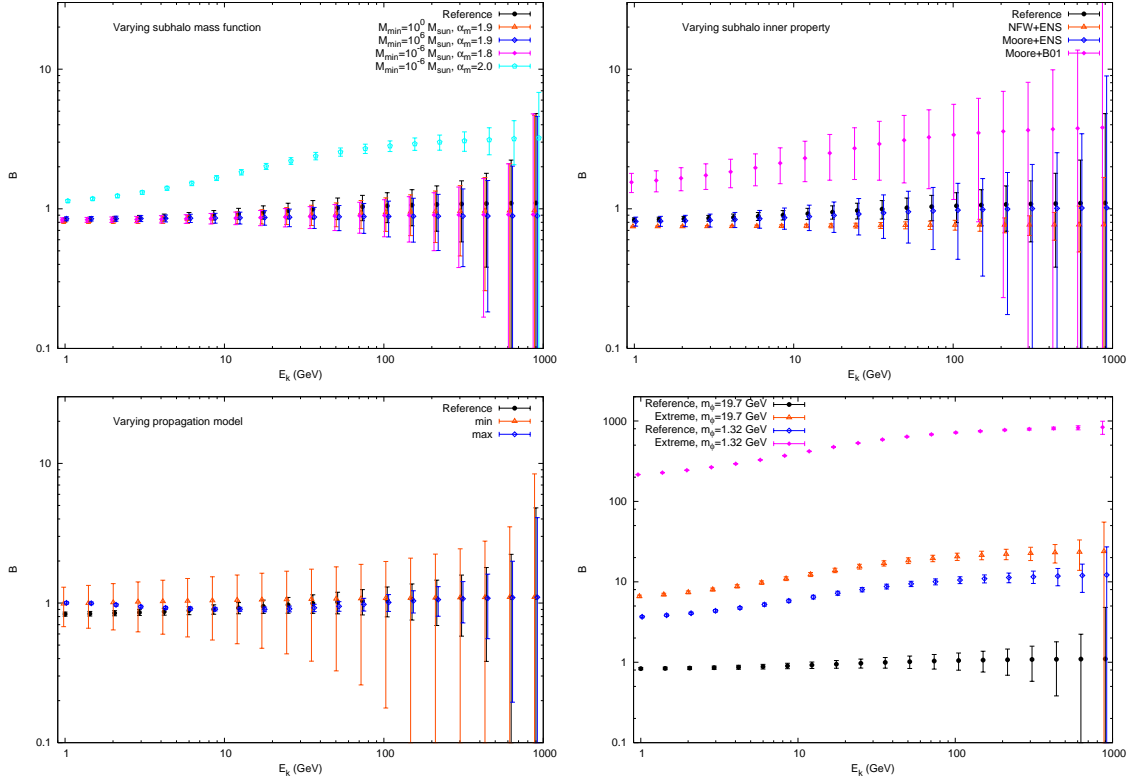 Varying subhalo mass function
Reference
M_min=10^0 M_sun, α_m=1.9
M_min=10^6 M_sun, α_m=1.9
M_min=10^-6 M_sun, α_m=1.8
M_min=10^-6 M_sun, α_m=2.0
10
1
0.1
B
1 10 100 1000
E_k (GeV)
Varying subhalo inner property
Reference
NFW+ENS
Moore+ENS
Moore+B01
10
1
0.1
B
1 10 100 1000
E_k (GeV)
Varying propagation model
Reference
min
max
10
1
0.1
B
1 10 100 1000
E_k (GeV)
Reference, m_ϕ=19.7 GeV
Extreme, m_ϕ=19.7 GeV
Reference, m_ϕ=1.32 GeV
Extreme, m_ϕ=1.32 GeV
1000
100
10
1
0.1
B
1 10 100 1000
E_k (GeV)